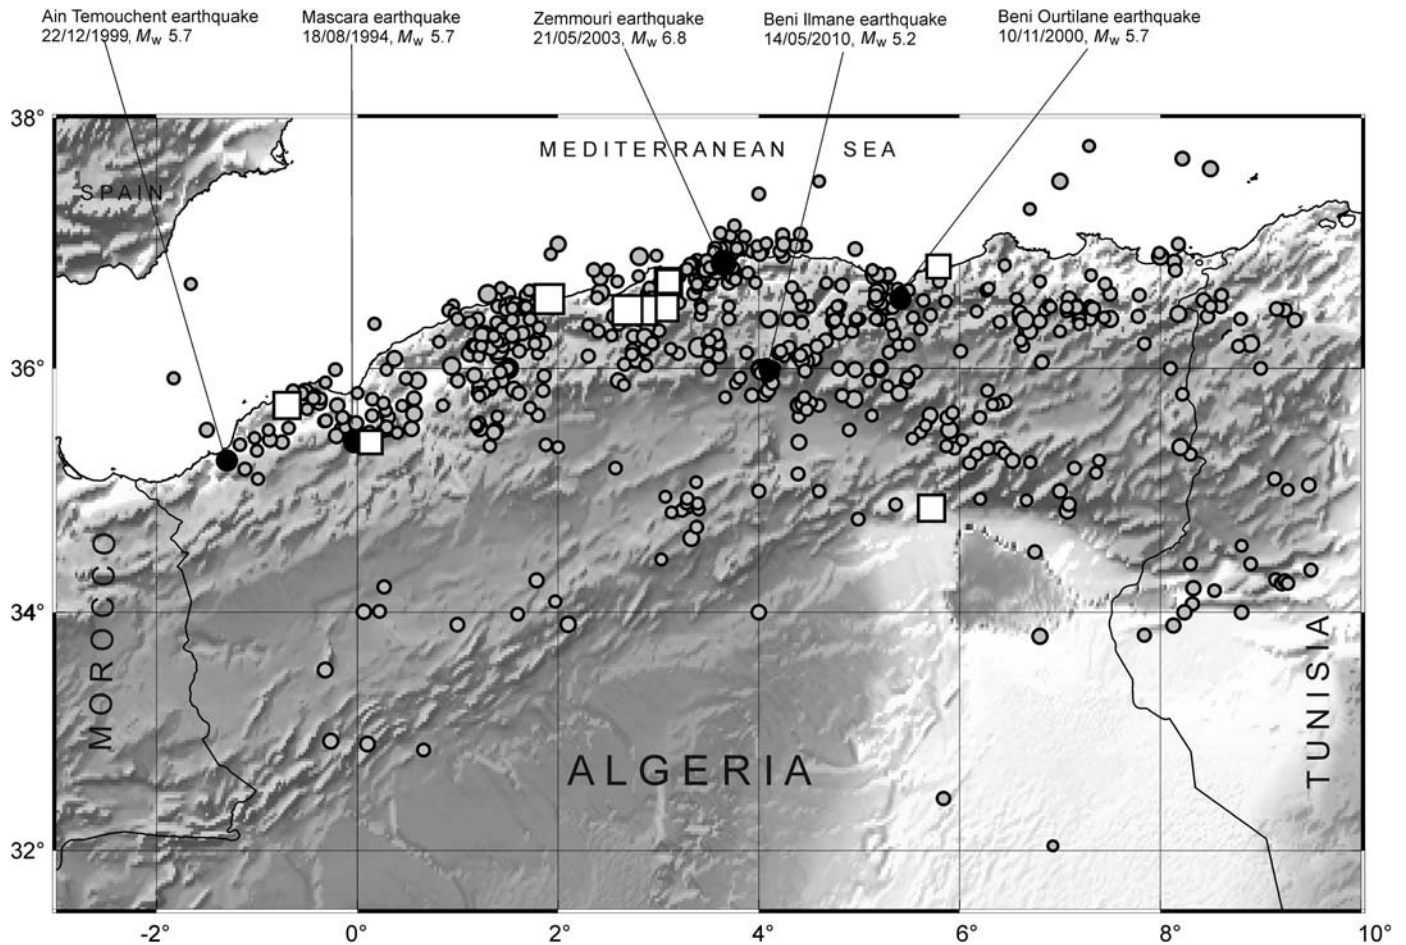 Ain Temouchent earthquake
22/12/1999, Mw 5.7
Mascara earthquake
18/08/1994, Mw 5.7
Zemmouri earthquake
21/05/2003, Mw 6.8
Beni Ilmane earthquake
14/05/2010, Mw 5.2
Beni Ourtilane earthquake
10/11/2000, Mw 5.7
38°
MEDITERRANEAN SEA
SPAIN
36°
34°
MOROCCO
ALGERIA
TUNISIA
32°
-2° 0° 2° 4° 6° 8° 10°